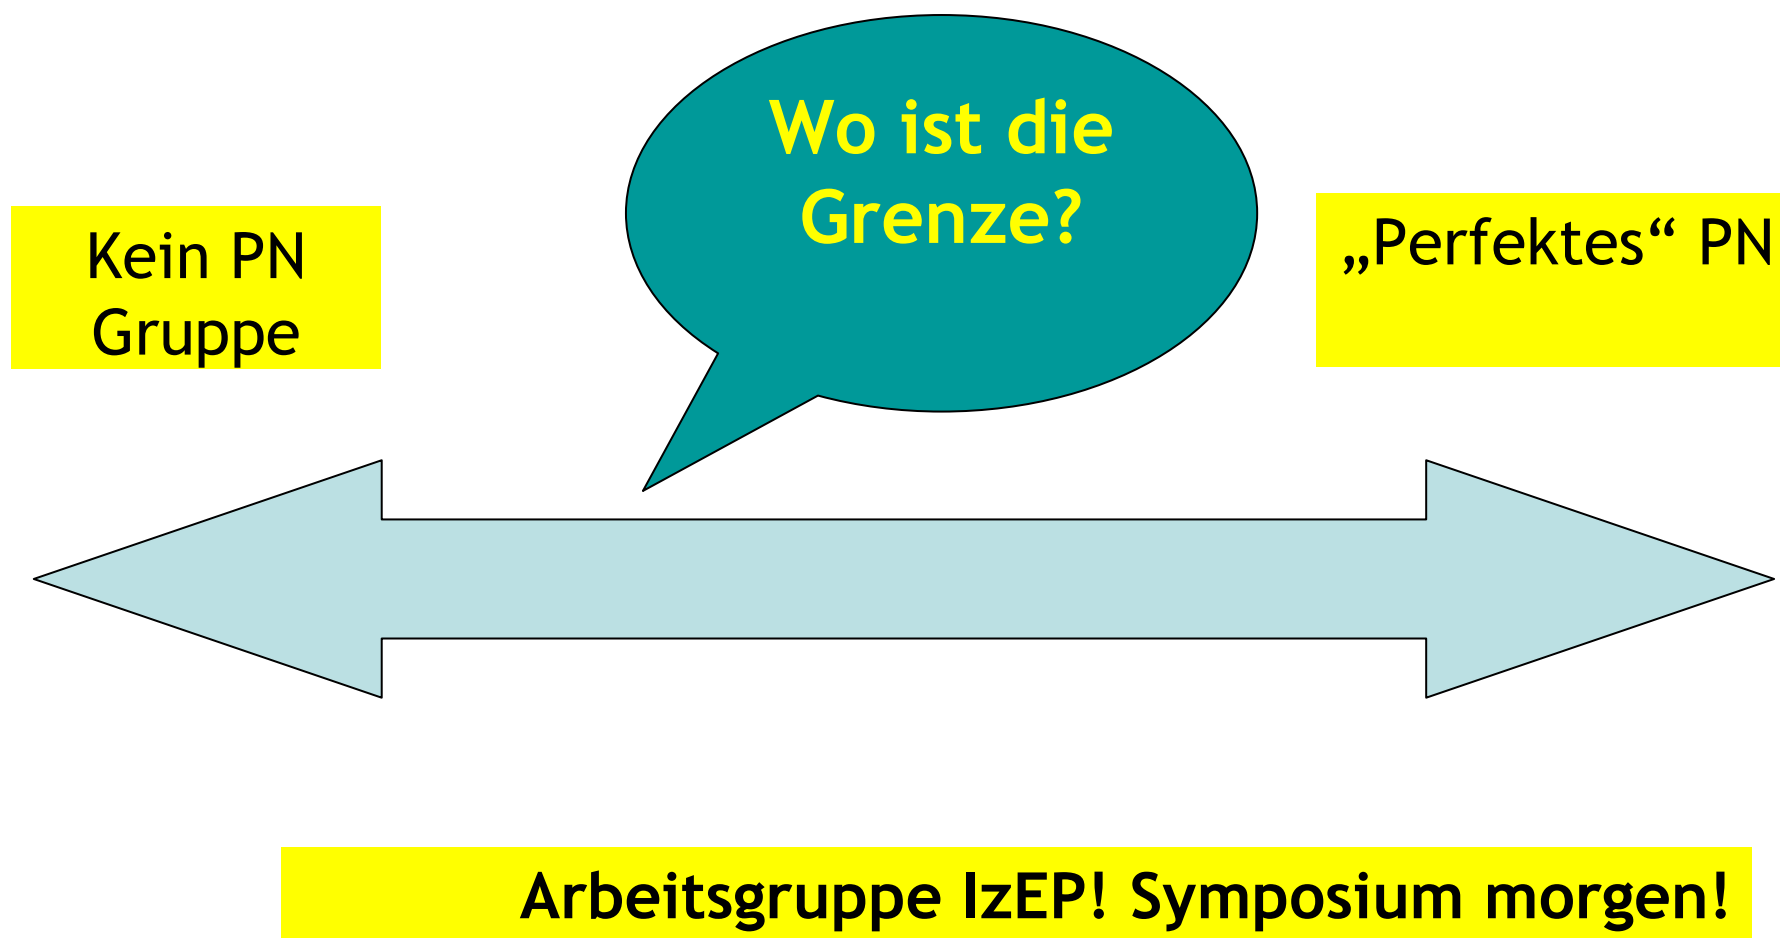 Wo ist die
Grenze?
Kein PN
Gruppe
„Perfektes“ PN
Arbeitsgruppe IzEP! Symposium morgen!